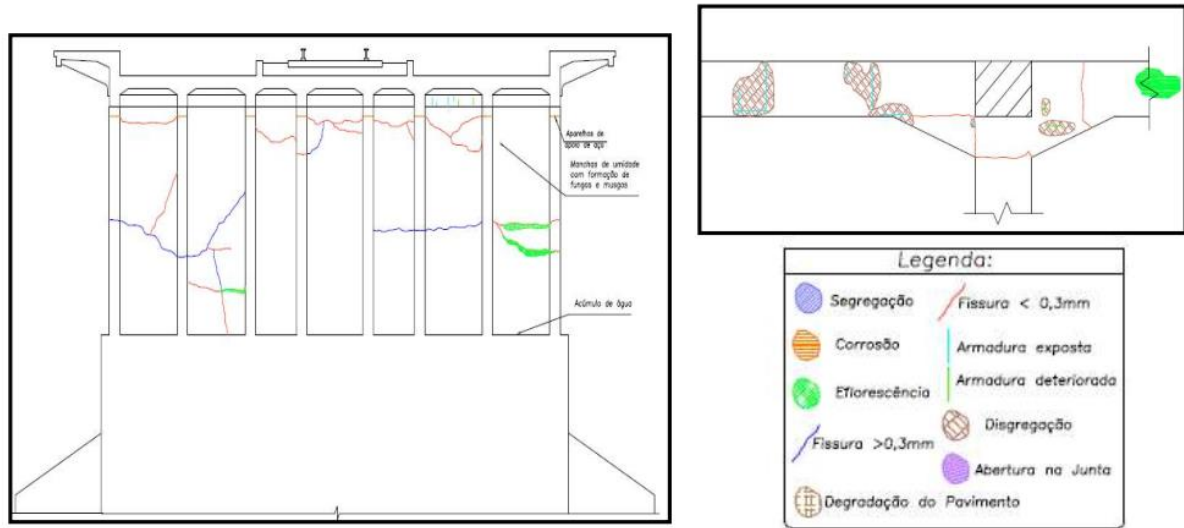 Aparelhos de
apoio de aço
Manchas de umidade
com formação de
fungos e musgos
Acúmulo de água
Legenda:
Segregação
Fissura < 0,3mm
Corrosão
Armadura exposta
Armadura deteriorada
Eflorescência
Disgregação
Fissura >0,3mm
Abertura na Junta
Degradação do Pavimento